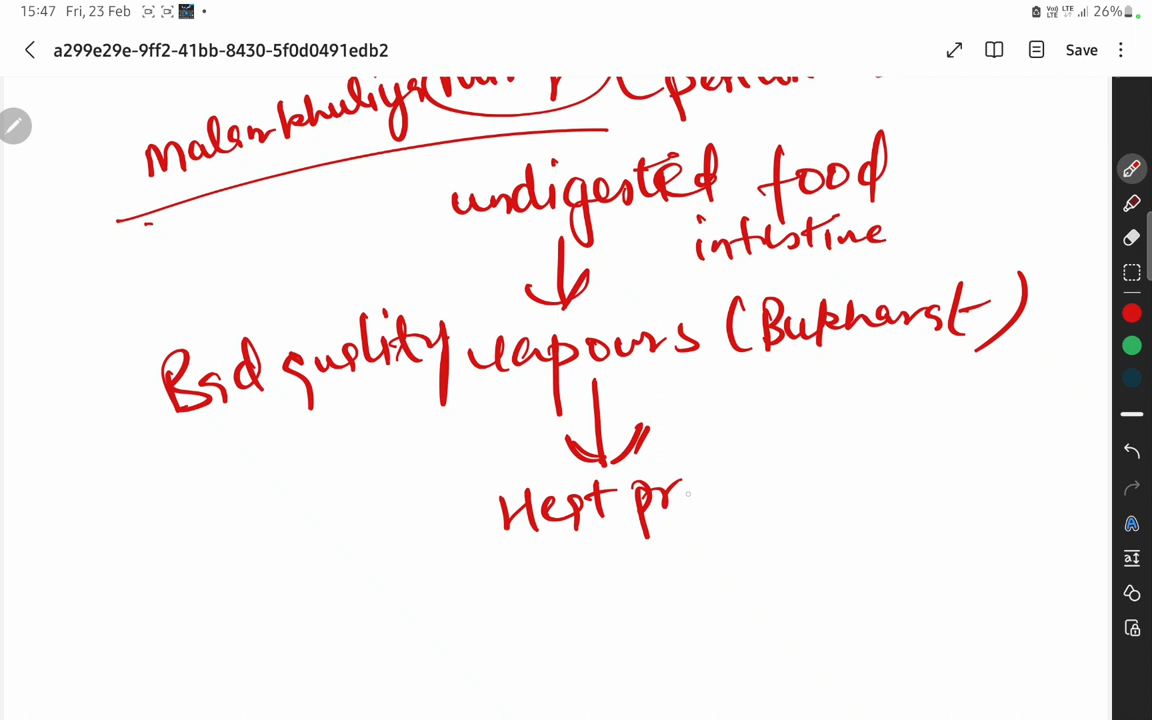 15:47 Fri, 23 Feb
26%
a299e29e-9ff2-41bb-8430-5f0d0491edb2
Save
Malankhuliya
undigested food
intestine
Bad quality vapours (Bukharat)
Heat pr